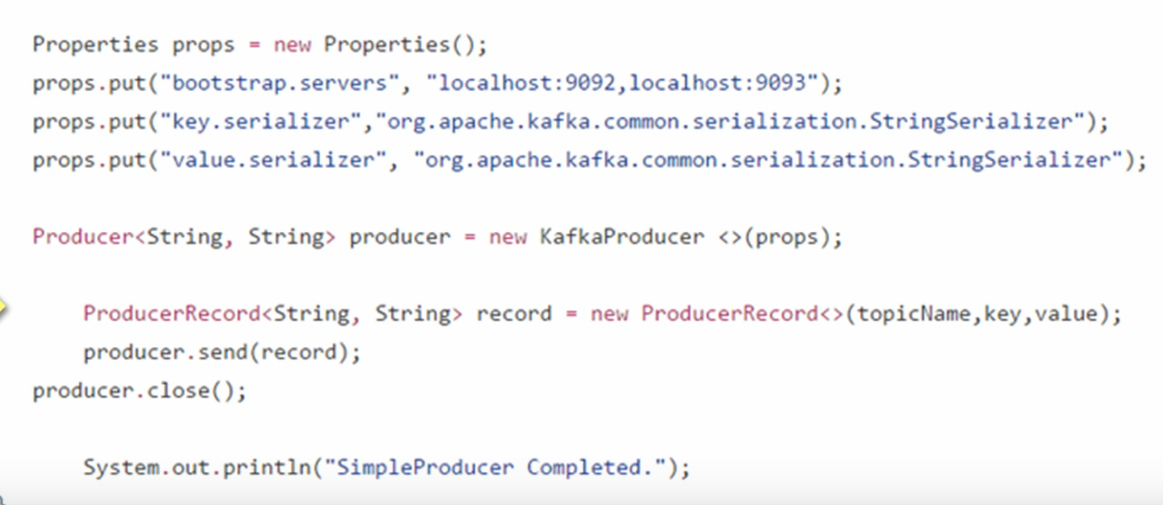 Properties props = new Properties();
props.put("bootstrap.servers", "localhost:9092,localhost:9093");
props.put("key.serializer","org.apache.kafka.common.serialization.StringSerializer");
props.put("value.serializer", "org.apache.kafka.common.serialization.StringSerializer");
Producer<String, String> producer = new KafkaProducer <>(props);
ProducerRecord<String, String> record = new ProducerRecord<>(topicName,key,value);
producer.send(record);
producer.close();
System.out.println("SimpleProducer Completed.");